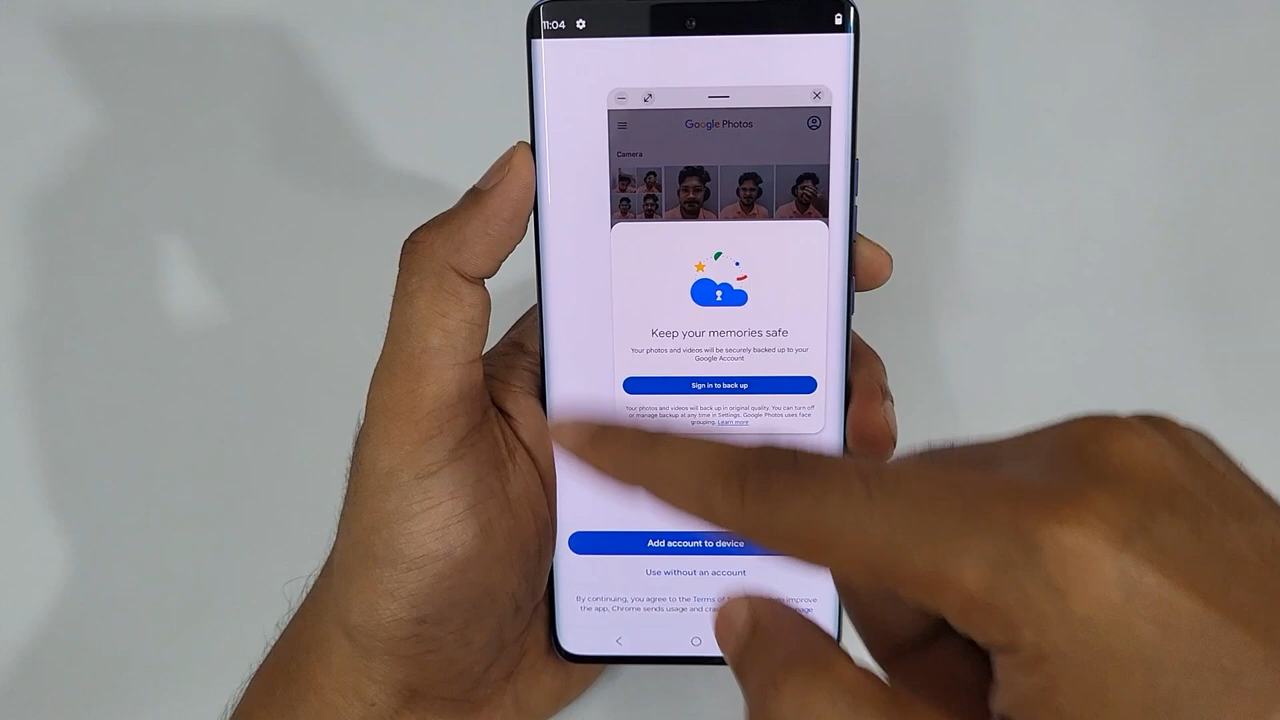 11:04
Google Photos
Camera
Keep your memories safe
Your photos and videos will be securely backed up to your
Google Account
Sign in to back up
Your photos and videos will back up in original quality. You can turn off
or manage backup at any time in Settings. Google Photos uses face
grouping. Learn more
Add account to device
Use without an account
By continuing, you agree to the Terms of improve
the app, Chrome sends usage and